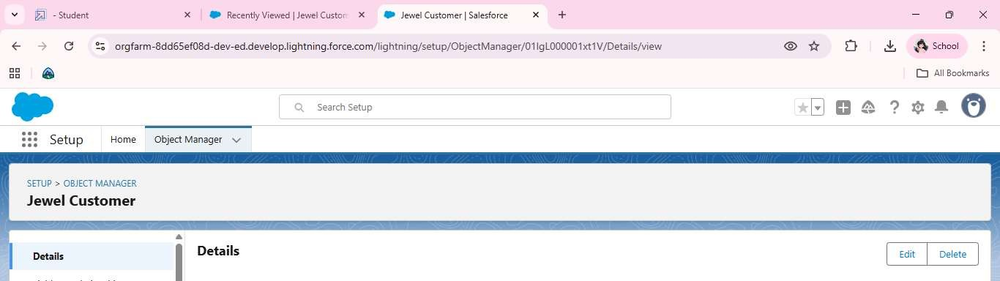 - Student
Recently Viewed | Jewel Custom
Jewel Customer | Salesforce
orgfarm-8dd65ef08d-dev-ed.develop.lightning.force.com/lightning/setup/ObjectManager/01IgL000001xt1V/Details/view
School
All Bookmarks
Search Setup
Setup
Home
Object Manager
SETUP > OBJECT MANAGER
Jewel Customer
Details
Details
Edit
Delete